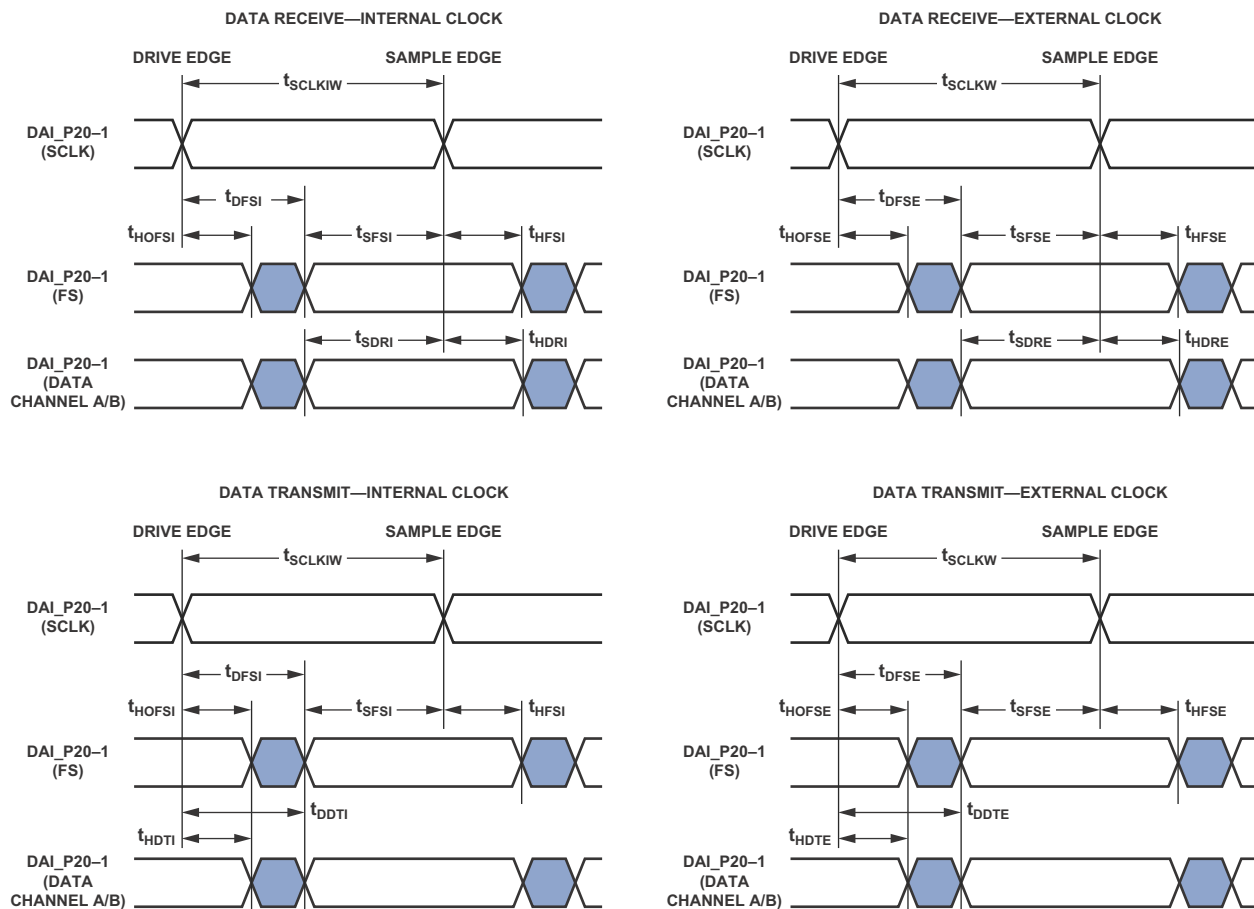 DATA RECEIVE—INTERNAL CLOCK
DRIVE EDGE
SAMPLE EDGE
tSCLKIW
DAI_P20–1
(SCLK)
tDFSI
tHOFSI
tSFSI
tHFSI
DAI_P20–1
(FS)
tSDRI
tHDRI
DAI_P20–1
(DATA
CHANNEL A/B)
DATA RECEIVE—EXTERNAL CLOCK
DRIVE EDGE
SAMPLE EDGE
tSCLKW
DAI_P20–1
(SCLK)
tDFSE
tHOFSE
tSFSE
tHFSE
DAI_P20–1
(FS)
tSDRE
tHDRE
DAI_P20–1
(DATA
CHANNEL A/B)
DATA TRANSMIT—INTERNAL CLOCK
DRIVE EDGE
SAMPLE EDGE
tSCLKIW
DAI_P20–1
(SCLK)
tDFSI
tHOFSI
tSFSI
tHFSI
DAI_P20–1
(FS)
tDDTI
tHDTI
DAI_P20–1
(DATA
CHANNEL A/B)
DATA TRANSMIT—EXTERNAL CLOCK
DRIVE EDGE
SAMPLE EDGE
tSCLKW
DAI_P20–1
(SCLK)
tDFSE
tHOFSE
tSFSE
tHFSE
DAI_P20–1
(FS)
tDDTE
tHDTE
DAI_P20–1
(DATA
CHANNEL A/B)